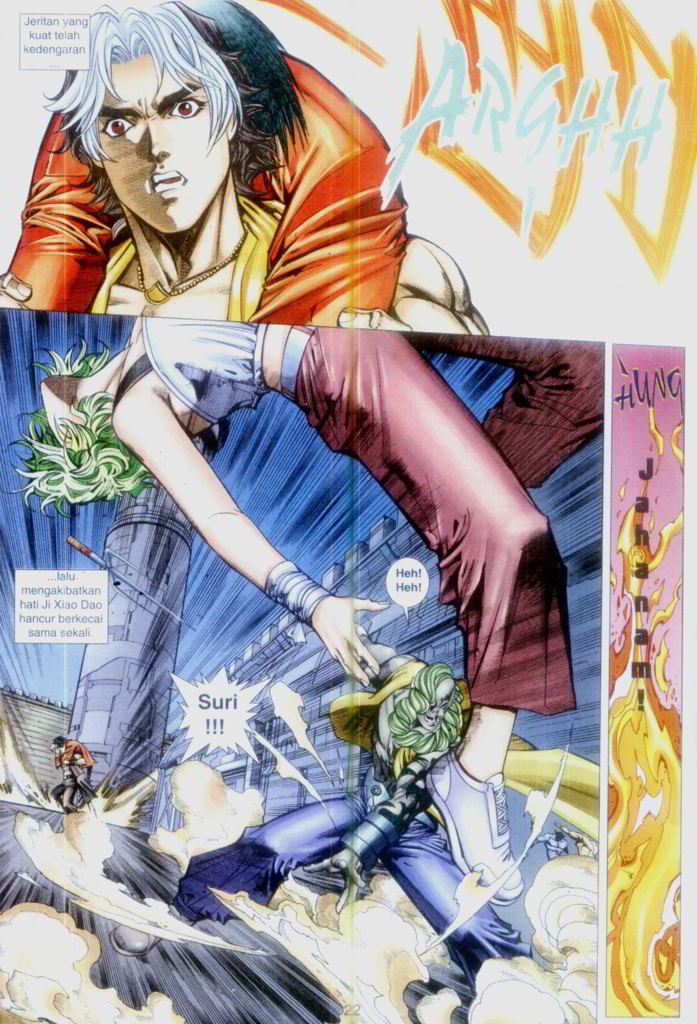 Jeritan yang
kuat telah
kedengaran
...
ARGHH
!
HUNG
Jahanam!
...lalu
mengakibatkan
hati Ji Xiao Dao
hancur berkecai
sama sekali.
Heh!
Heh!
Suri
!!!
22